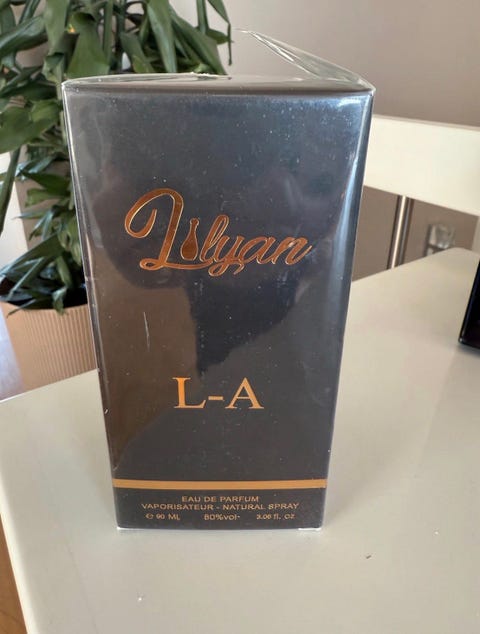 Lilyan
L-A
EAU DE PARFUM
VAPORISATEUR - NATURAL SPRAY
℮ 90 ML 80%vol· 3.06 fl. oz